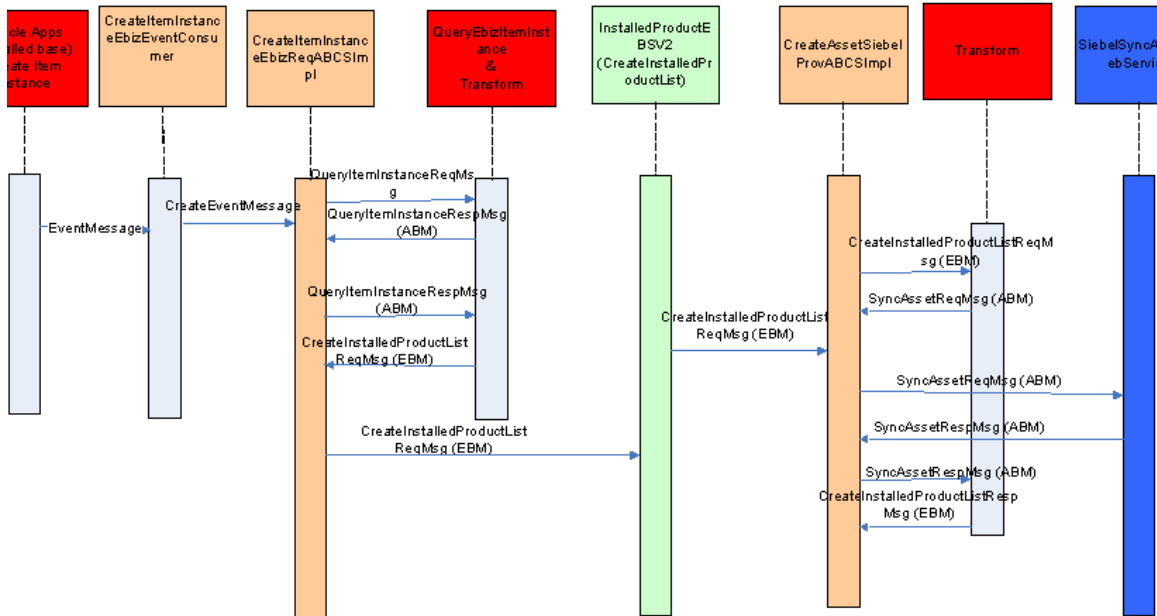 CreateItemInstanc
eEbizEventConsu
mer
CreateItemInstanc
eEbizReqABCSIm
pl
QueryEbizItemInst
ance
&
Transform
InstalledProductE
BSV2
(CreateInstalledPr
oductList)
CreateAssetSiebel
ProvABCSImpl
Transform
SiebelSyncA
ebServic
cle Apps
alled base)
eate Item
stance
QueryItemInstanceReqMs
g
CreateEventMessage
QueryItemInstanceRespMsg
(ABM)
EventMessage
CreateInstalledProductListReqM
sg (EBM)
QueryItemInstanceRespMsg
(ABM)
SyncAssetReqMsg (ABM)
CreateInstalledProductList
ReqMsg (EBM)
CreateInstalledProductList
ReqMsg (EBM)
SyncAssetReqMsg (ABM)
CreateInstalledProductList
ReqMsg (EBM)
SyncAssetRespMsg (ABM)
SyncAssetRespMsg (ABM)
CreateInstalledProductListResp
Msg (EBM)